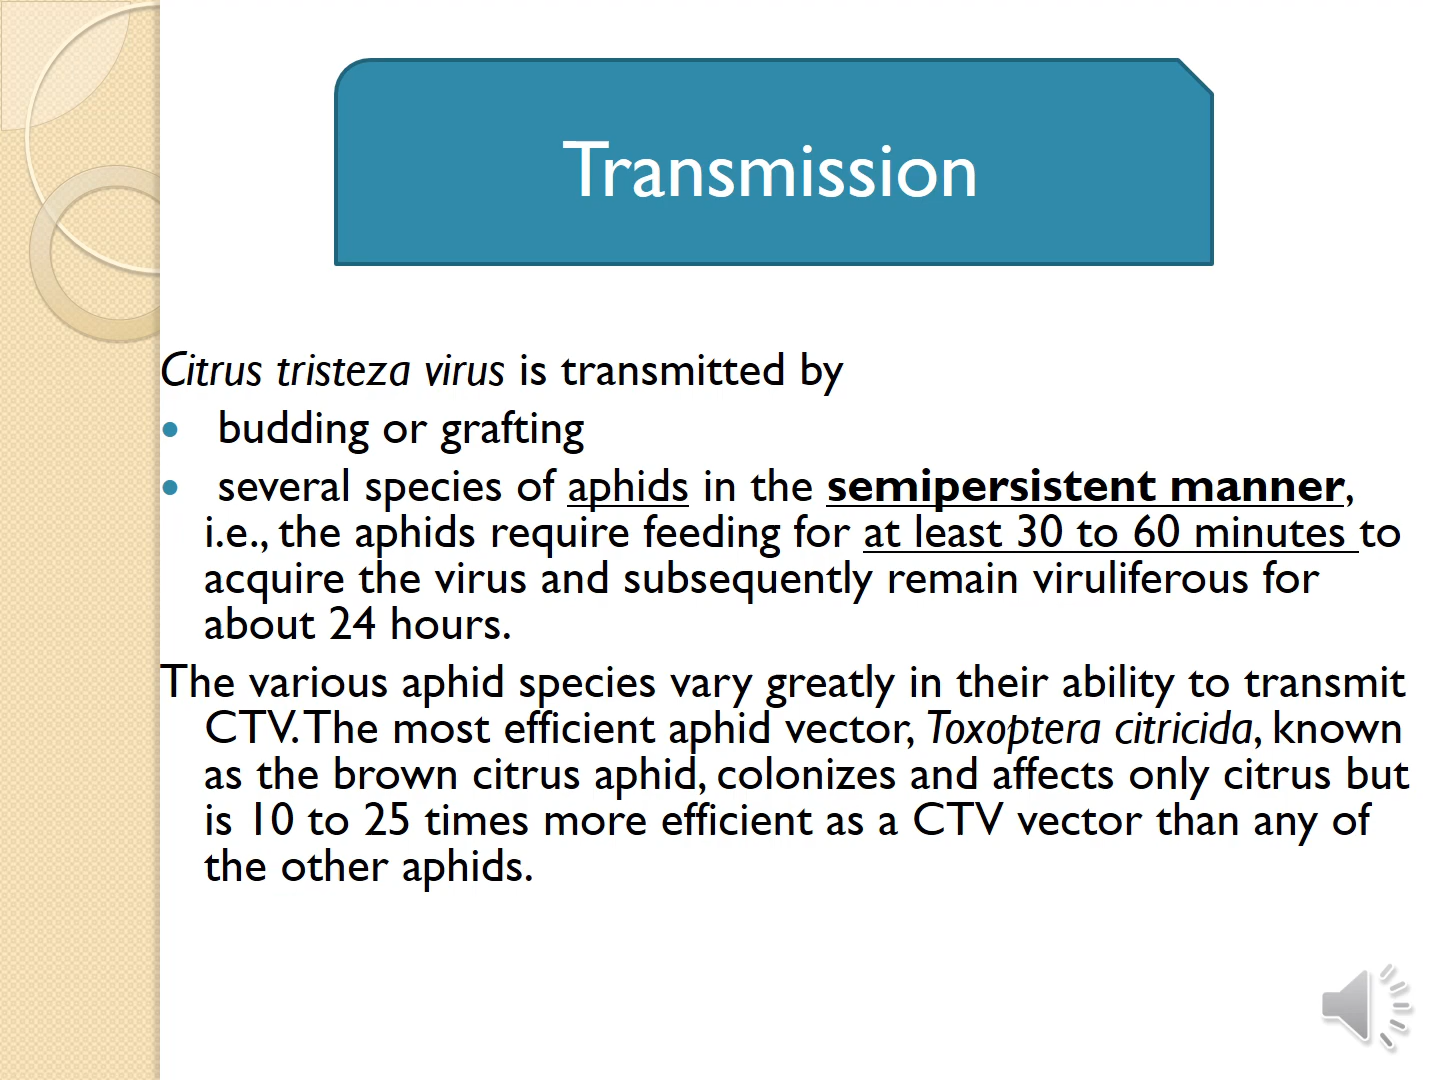 Transmission
Citrus tristeza virus is transmitted by
• budding or grafting
• several species of aphids in the semipersistent manner,
i.e., the aphids require feeding for at least 30 to 60 minutes to
acquire the virus and subsequently remain viruliferous for
about 24 hours.
The various aphid species vary greatly in their ability to transmit
CTV. The most efficient aphid vector, Toxoptera citricida, known
as the brown citrus aphid, colonizes and affects only citrus but
is 10 to 25 times more efficient as a CTV vector than any of
the other aphids.